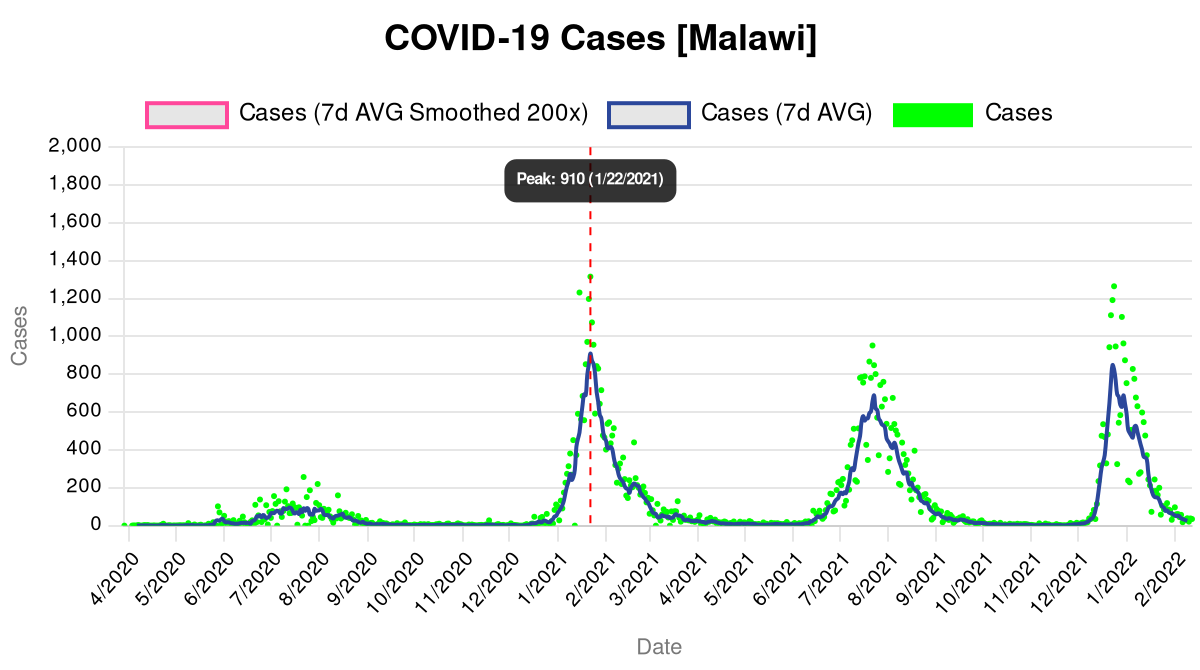 COVID-19 Cases [Malawi]
Cases (7d AVG Smoothed 200x) Cases (7d AVG) Cases
2,000
Peak: 910 (1/22/2021)
1,800
1,600
1,400
1,200
1,000
800
600
400
200
0
Cases
4/2020 5/2020 6/2020 7/2020 8/2020 9/2020 10/2020 11/2020 12/2020 1/2021 2/2021 3/2021 4/2021 5/2021 6/2021 7/2021 8/2021 9/2021 10/2021 11/2021 12/2021 1/2022 2/2022
Date